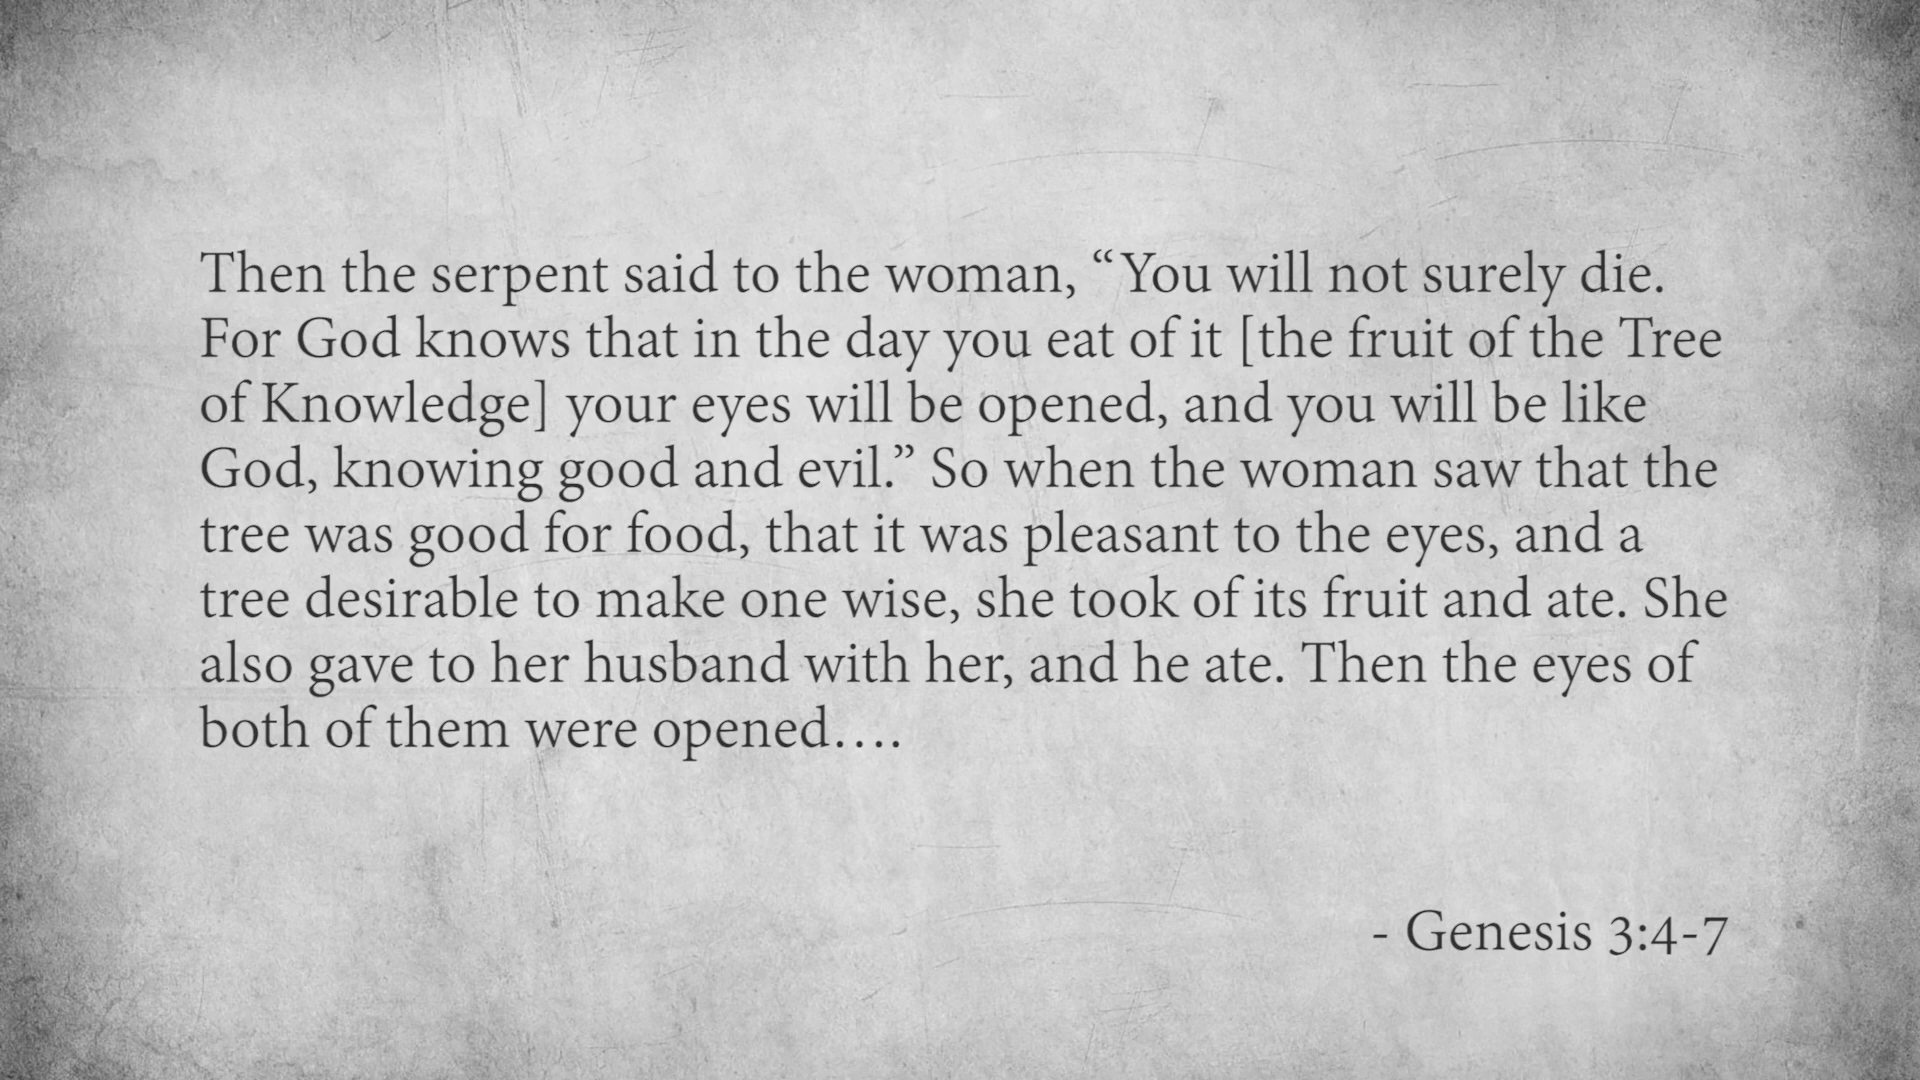 Then the serpent said to the woman, “You will not surely die.
For God knows that in the day you eat of it [the fruit of the Tree
of Knowledge] your eyes will be opened, and you will be like
God, knowing good and evil.” So when the woman saw that the
tree was good for food, that it was pleasant to the eyes, and a
tree desirable to make one wise, she took of its fruit and ate. She
also gave to her husband with her, and he ate. Then the eyes of
both of them were opened….
- Genesis 3:4-7